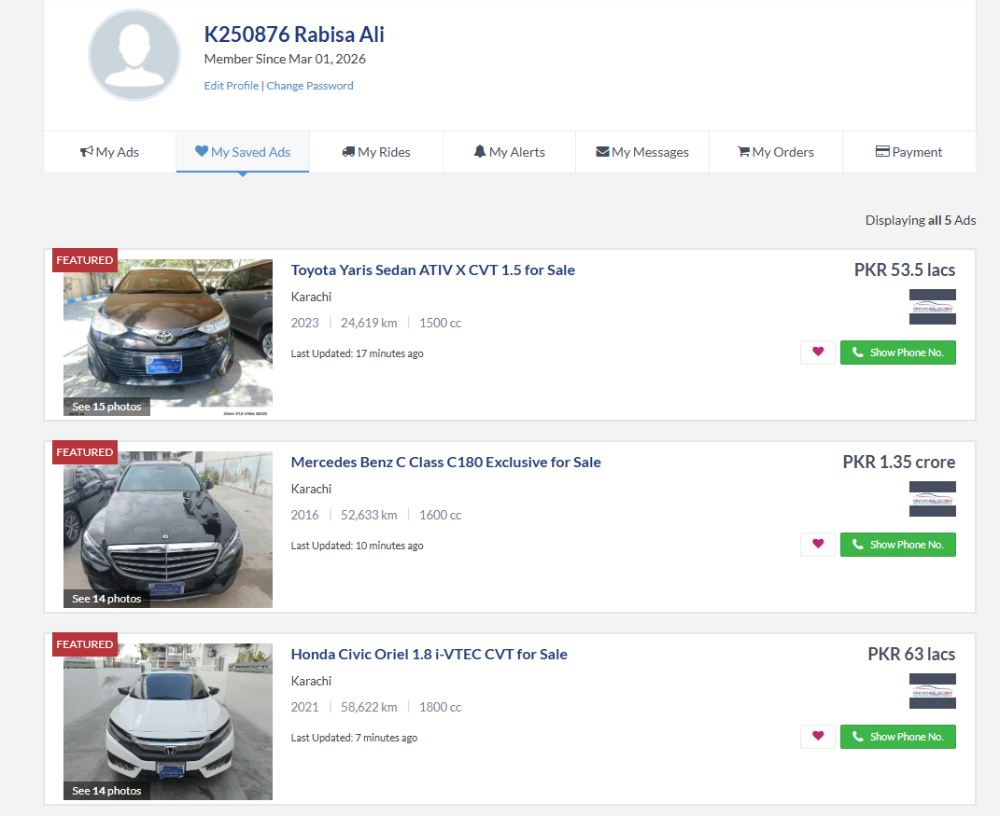 K250876 Rabisa Ali
Member Since Mar 01, 2026
Edit Profile | Change Password
My Ads
My Saved Ads
My Rides
My Alerts
My Messages
My Orders
Payment
Displaying all 5 Ads
FEATURED
Toyota Yaris Sedan ATIV X CVT 1.5 for Sale
PKR 53.5 lacs
Karachi
2023 | 24,619 km | 1500 cc
Last Updated: 17 minutes ago
Show Phone No.
See 15 photos
FEATURED
Mercedes Benz C Class C180 Exclusive for Sale
PKR 1.35 crore
Karachi
2016 | 52,633 km | 1600 cc
Last Updated: 10 minutes ago
Show Phone No.
See 14 photos
FEATURED
Honda Civic Oriel 1.8 i-VTEC CVT for Sale
PKR 63 lacs
Karachi
2021 | 58,622 km | 1800 cc
Last Updated: 7 minutes ago
Show Phone No.
See 14 photos